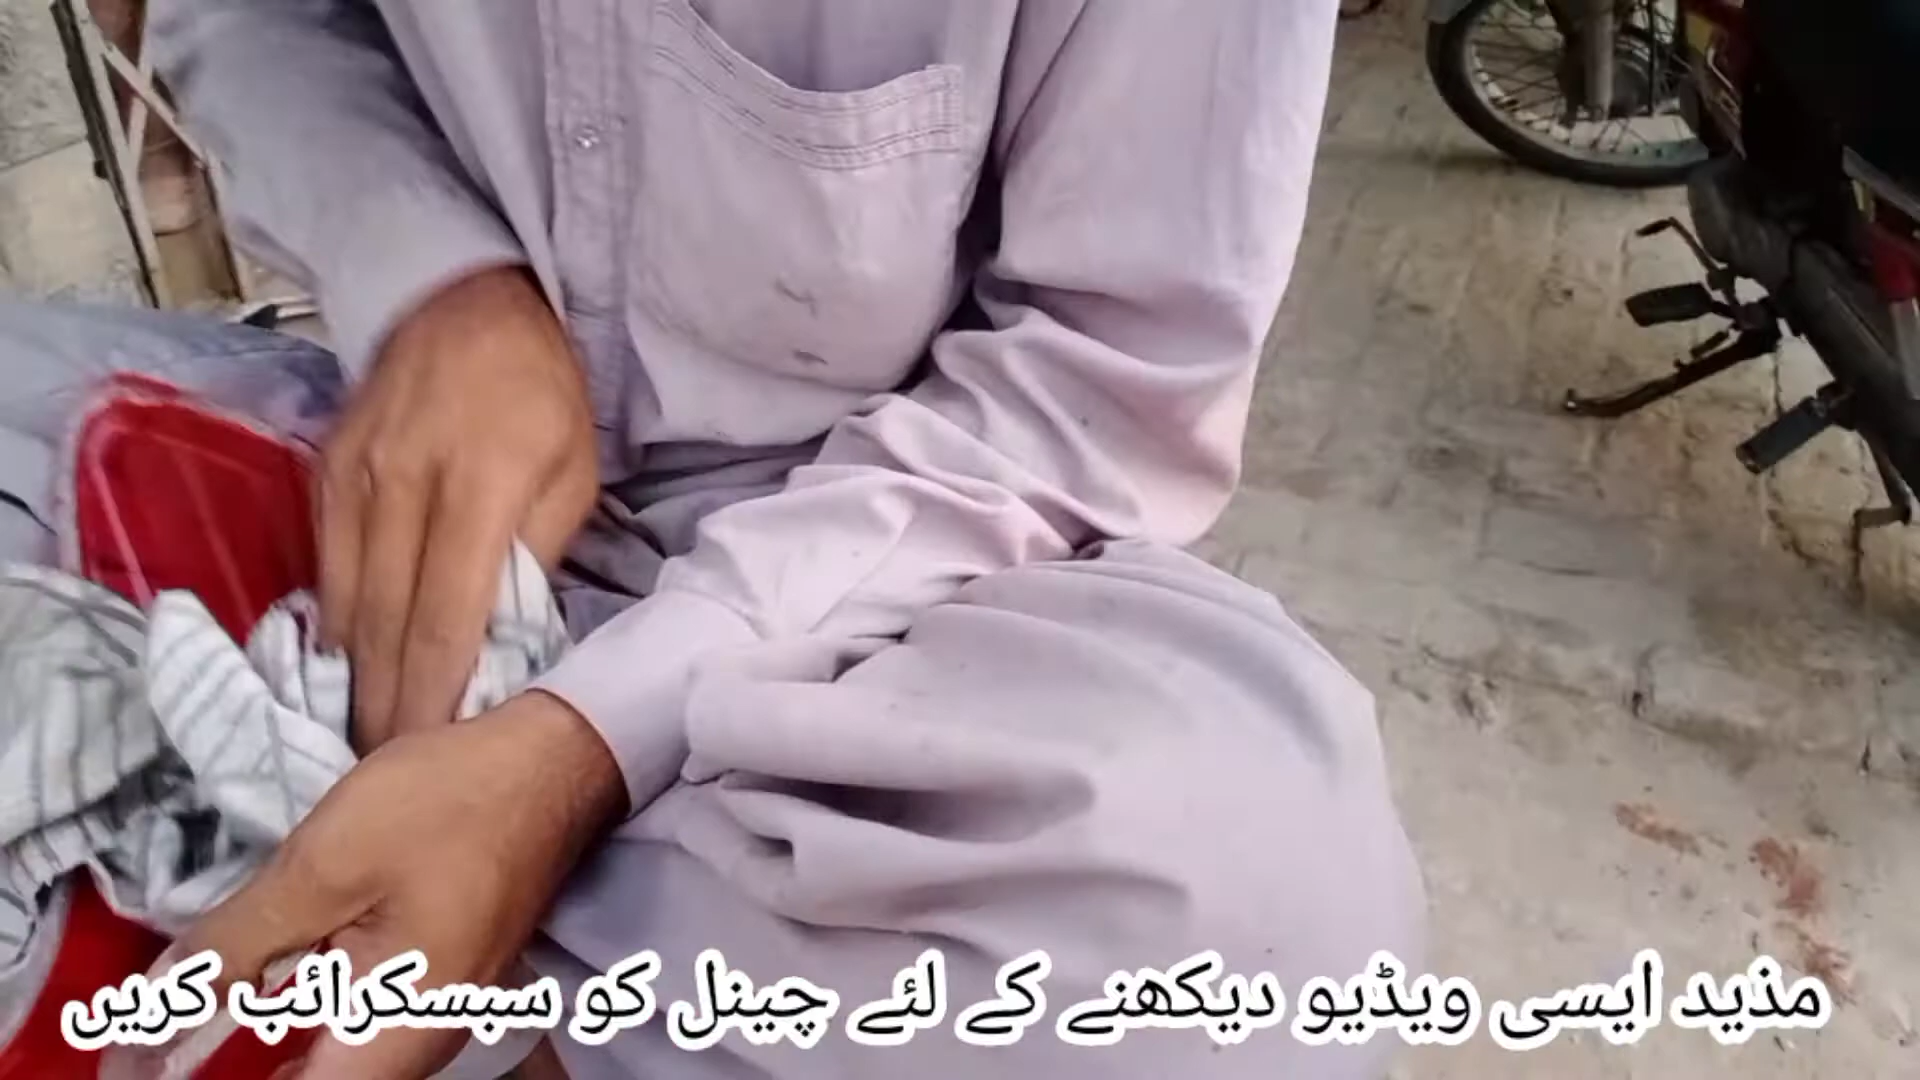 مذید ایسی ویڈیو دیکھنے کے لئے چینل کو سبسکرائب کریں